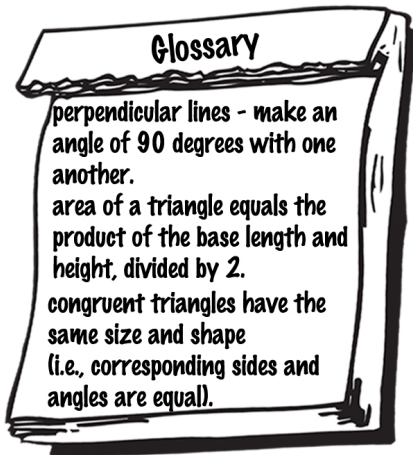 Glossary
perpendicular lines - make an
angle of 90 degrees with one
another.
area of a triangle equals the
product of the base length and
height, divided by 2.
congruent triangles have the
same size and shape
(i.e., corresponding sides and
angles are equal).